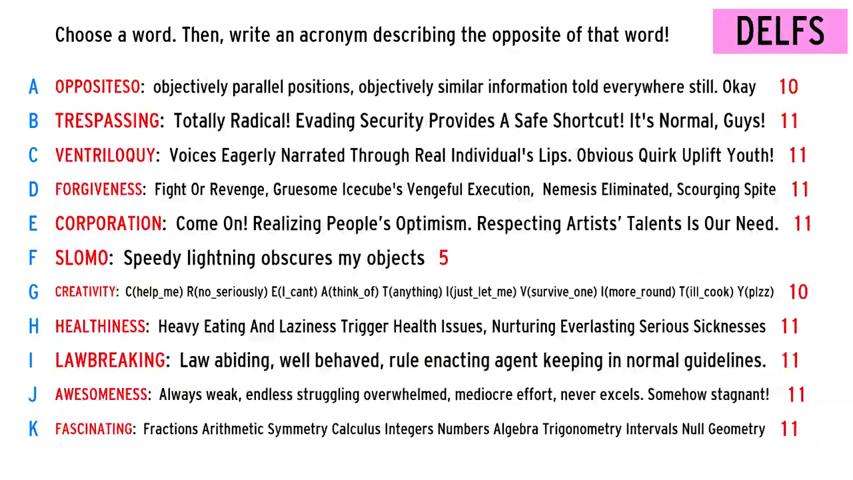 Choose a word. Then, write an acronym describing the opposite of that word! DELFS
A OPPOSITESO: objectively parallel positions, objectively similar information told everywhere still. Okay 10
B TRESPASSING: Totally Radical! Evading Security Provides A Safe Shortcut! It's Normal, Guys! 11
C VENTRILOQUY: Voices Eagerly Narrated Through Real Individual's Lips. Obvious Quirk Uplift Youth! 11
D FORGIVENESS: Fight Or Revenge, Gruesome Icecube's Vengeful Execution, Nemesis Eliminated, Scourging Spite 11
E CORPORATION: Come On! Realizing People's Optimism. Respecting Artists' Talents Is Our Need. 11
F SLOMO: Speedy lightning obscures my objects 5
G CREATIVITY: C(help_me) R(no_seriously) E(I_cant) A(think_of) T(anything) I(just_let_me) V(survive_one) I(more_round) T(ill_cook) Y(plzz) 10
H HEALTHINESS: Heavy Eating And Laziness Trigger Health Issues, Nurturing Everlasting Serious Sicknesses 11
I LAWBREAKING: Law abiding, well behaved, rule enacting agent keeping in normal guidelines. 11
J AWESOMENESS: Always weak, endless struggling overwhelmed, mediocre effort, never excels. Somehow stagnant! 11
K FASCINATING: Fractions Arithmetic Symmetry Calculus Integers Numbers Algebra Trigonometry Intervals Null Geometry 11